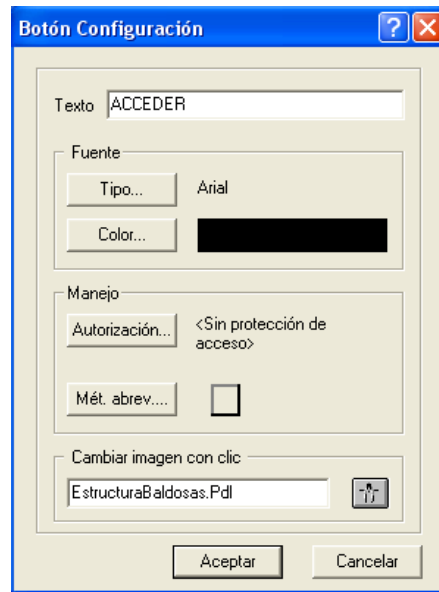 Botón Configuración
Texto ACCEDER
Fuente
Tipo... Arial
Color...
Manejo
Autorización... <Sin protección de
acceso>
Mét. abrev....
Cambiar imagen con clic
EstructuraBaldosas.Pdl
Aceptar Cancelar